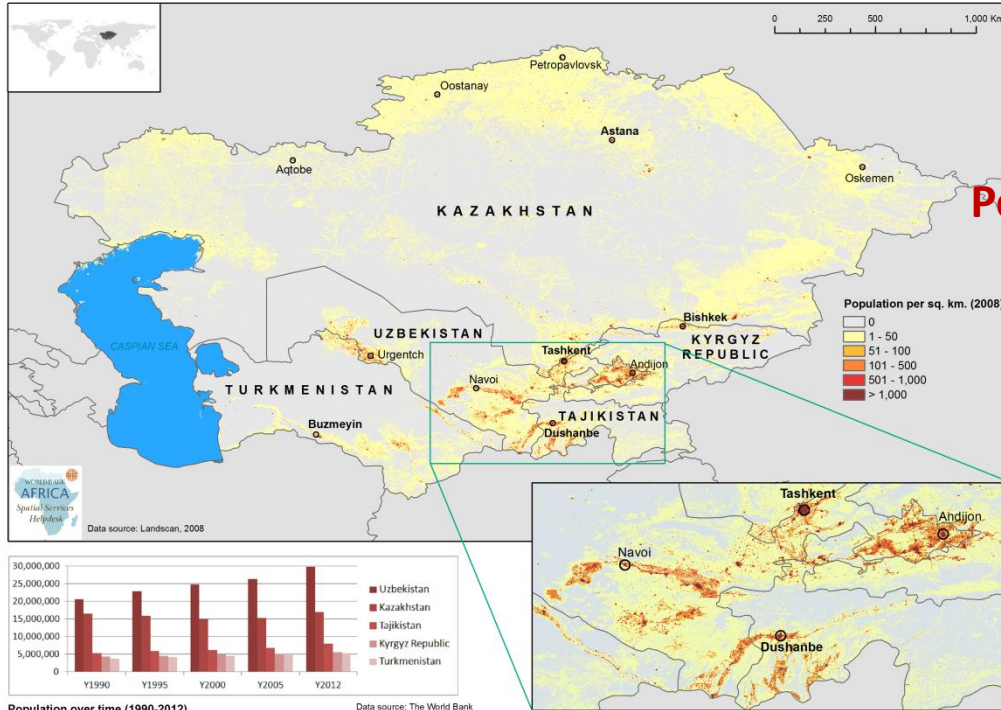 0 250 500 1,000 Km
Petropavlovsk
Oostanay
Astana
Aqtobe
Oskemen
KAZAKHSTAN
Population per sq. km. (2008)
0
1 - 50
51 - 100
101 - 500
501 - 1,000
> 1,000
Bishkek
KYRGYZ
REPUBLIC
UZBEKISTAN
Urgentch
CASPIAN SEA
Tashkent
Andijon
Navoi
TURKMENISTAN
TAJIKISTAN
Dushanbe
Buzmeyin
WORLD BANK
AFRICA
Spatial Services
Helpdesk
Data source: Landscan, 2008
Tashkent
Andijon
Navoi
Dushanbe
30,000,000
25,000,000
20,000,000
15,000,000
10,000,000
5,000,000
0
Y1990 Y1995 Y2000 Y2005 Y2012
Uzbekistan
Kazakhstan
Tajikistan
Kyrgyz Republic
Turkmenistan
Population over time (1990-2012)
Data source: The World Bank